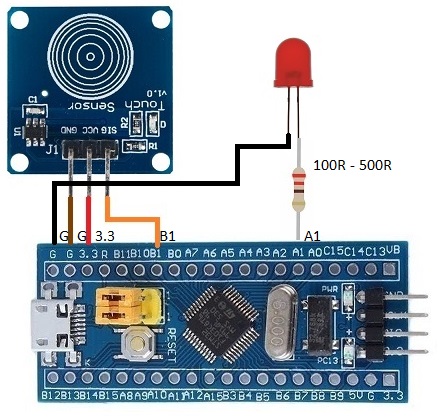 C1
v1.0
Touch
Sensor
S1
R2
D
R1
J1
GND
VCC
SIG
100R - 500R
G
G
3.3
B1
A1
G G 3.3 R B11 B10 B1 B0 A7 A6 A5 A4 A3 A2 A1 A0 C15 C14 C13 VB
PWR
RESET
PC13
B12 B13 B14 B15 A8 A9 A10 A11 A12 A15 B3 B4 B5 B6 B7 B8 B9 5V G 3.3